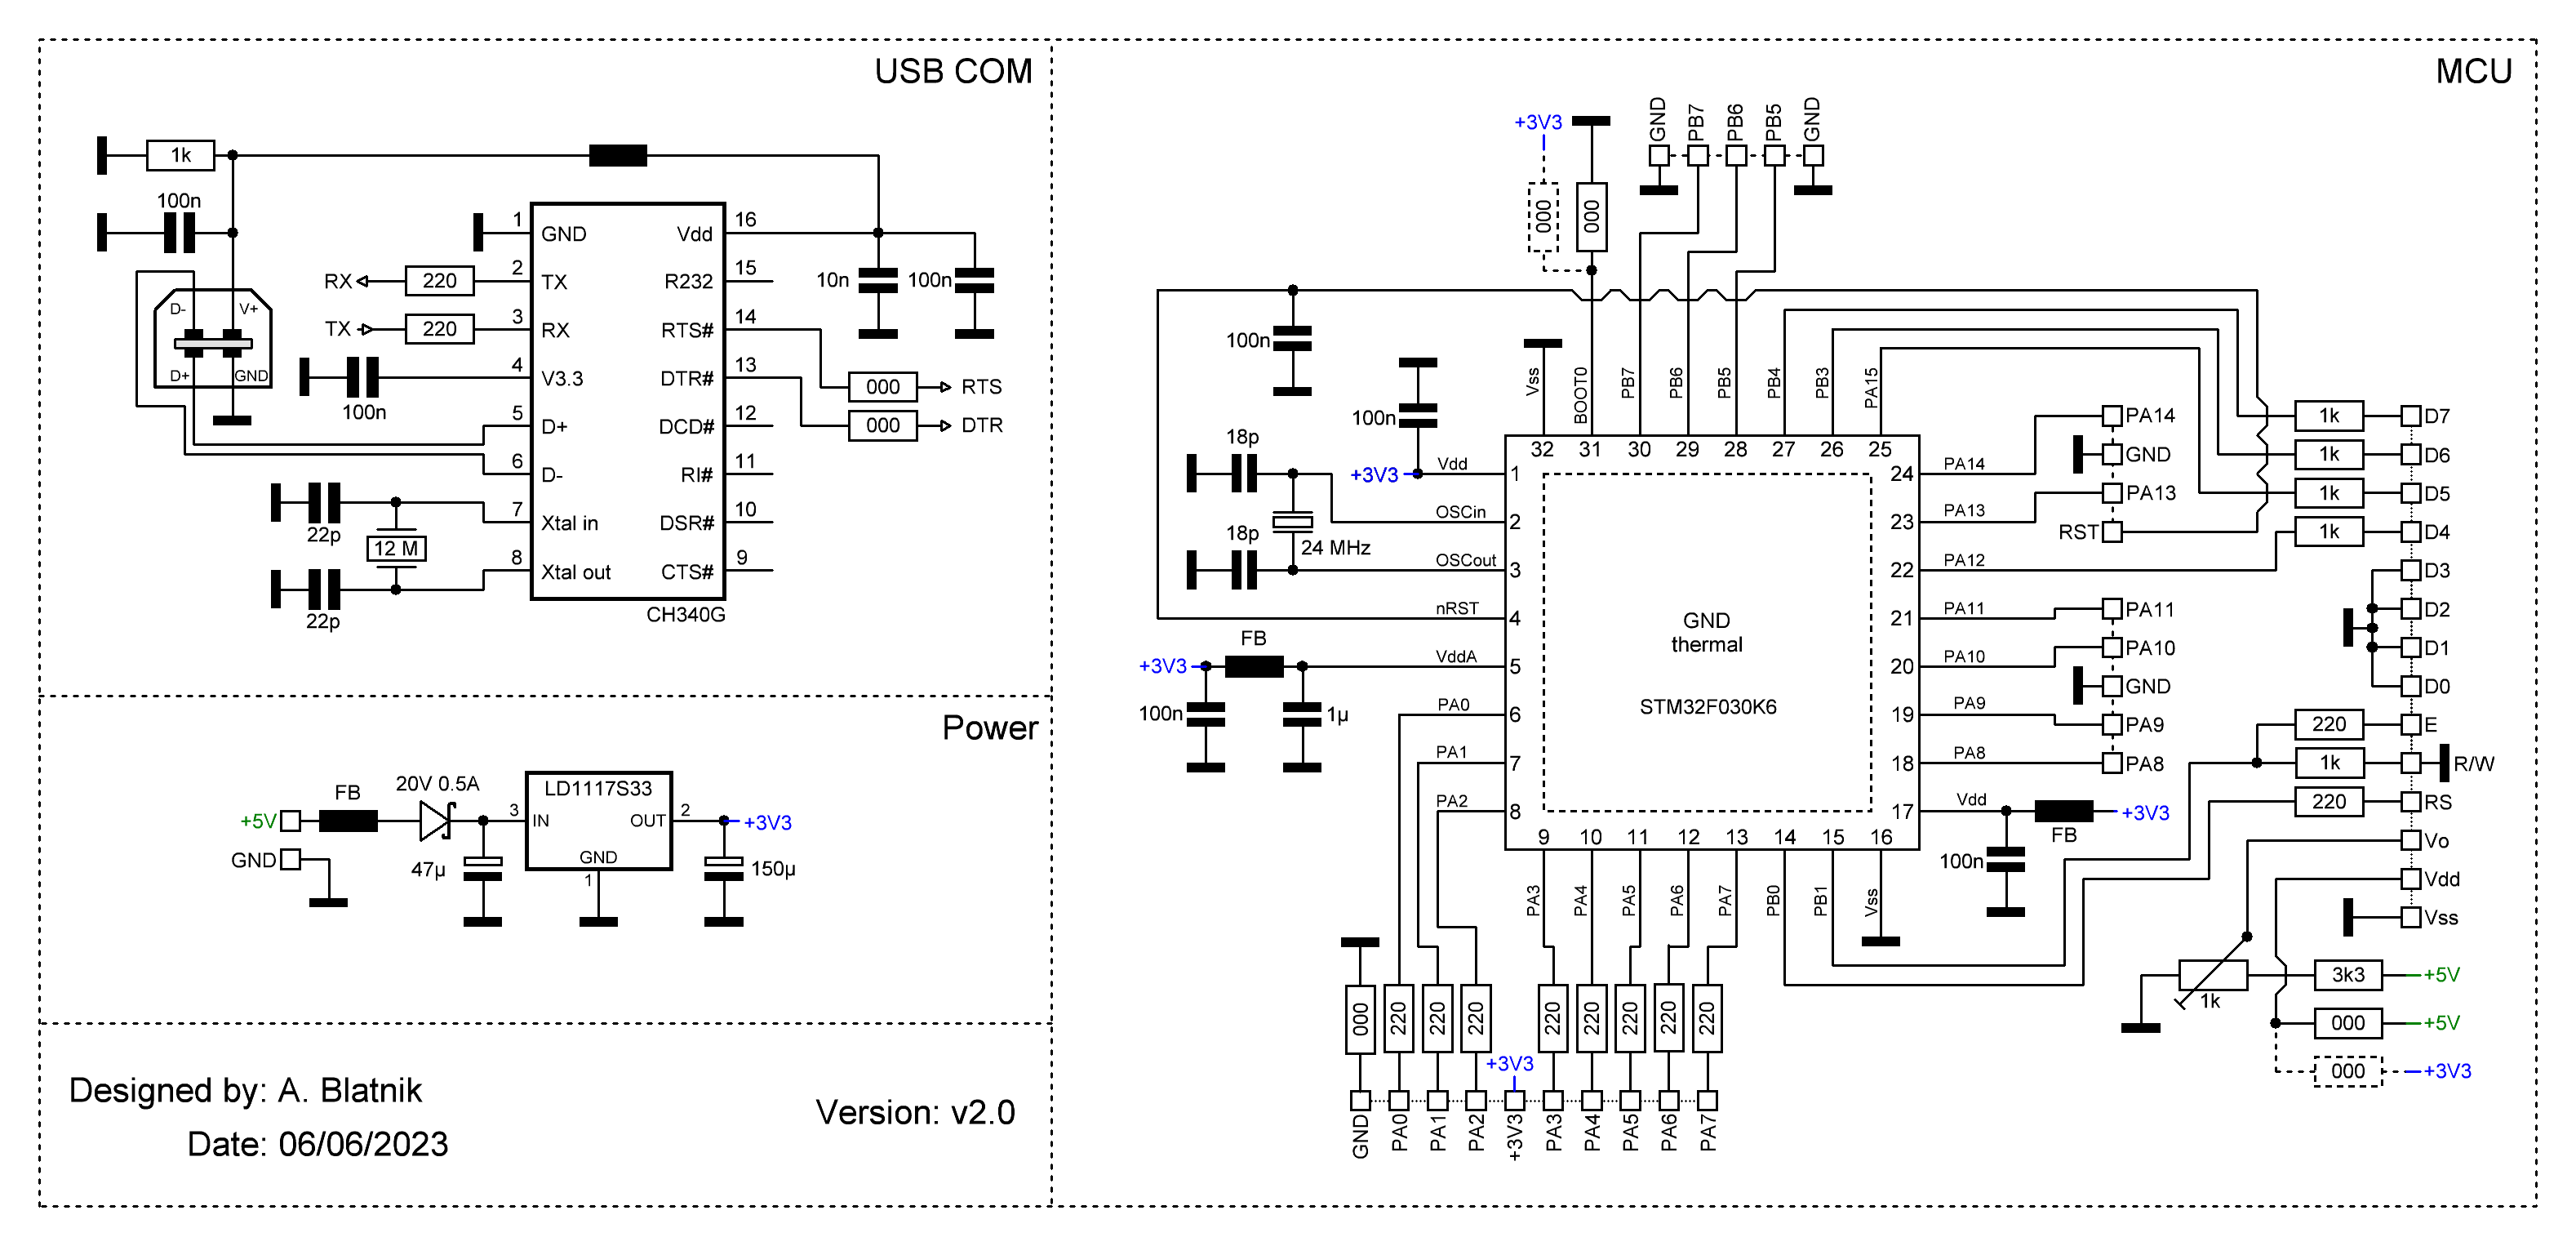 USB COM
1k
100n
D-
V+
D+
GND
RX
220
TX
220
100n
1
GND
2
TX
3
RX
4
V3.3
5
D+
6
D-
7
Xtal in
8
Xtal out
16
Vdd
15
R232
14
RTS#
13
DTR#
12
DCD#
11
RI#
10
DSR#
9
CTS#
CH340G
10n
100n
000
RTS
000
DTR
22p
12 M
22p
Power
+5V
FB
20V 0.5A
GND
47µ
LD1117S33
3
IN
OUT
2
GND
1
+3V3
150µ
Designed by: A. Blatnik
Date: 06/06/2023
Version: v2.0
MCU
+3V3
000
000
GND
PB7
PB6
PB5
GND
100n
100n
+3V3
18p
18p
24 MHz
FB
+3V3
100n
1µ
Vss
BOOT0
PB7
PB6
PB5
PB4
PB3
PA15
32
31
30
29
28
27
26
25
Vdd
1
OSCin
2
OSCout
3
nRST
4
VddA
5
PA0
6
PA1
7
PA2
8
GND
thermal
STM32F030K6
24
PA14
23
PA13
22
PA12
21
PA11
20
PA10
19
PA9
18
PA8
17
Vdd
9
10
11
12
13
14
15
16
PA3
PA4
PA5
PA6
PA7
PB0
PB1
Vss
100n
FB
+3V3
PA14
GND
PA13
RST
PA11
PA10
GND
PA9
PA8
1k
D7
1k
D6
1k
D5
1k
D4
D3
D2
D1
D0
220
E
1k
R/W
220
RS
Vo
Vdd
Vss
1k
3k3
+5V
000
+5V
000
+3V3
000
220
220
220
+3V3
220
220
220
220
220
GND
PA0
PA1
PA2
+3V3
PA3
PA4
PA5
PA6
PA7